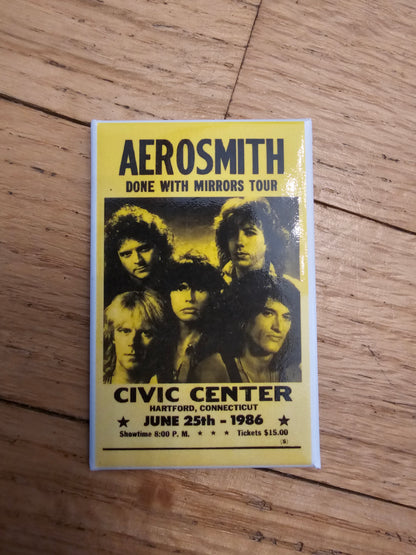 AEROSMITH
DONE WITH MIRRORS TOUR
CIVIC CENTER
HARTFORD, CONNECTICUT
★ JUNE 25th - 1986 ★
Showtime 8:00 P. M. ★ ★ ★ Tickets $15.00
(S)